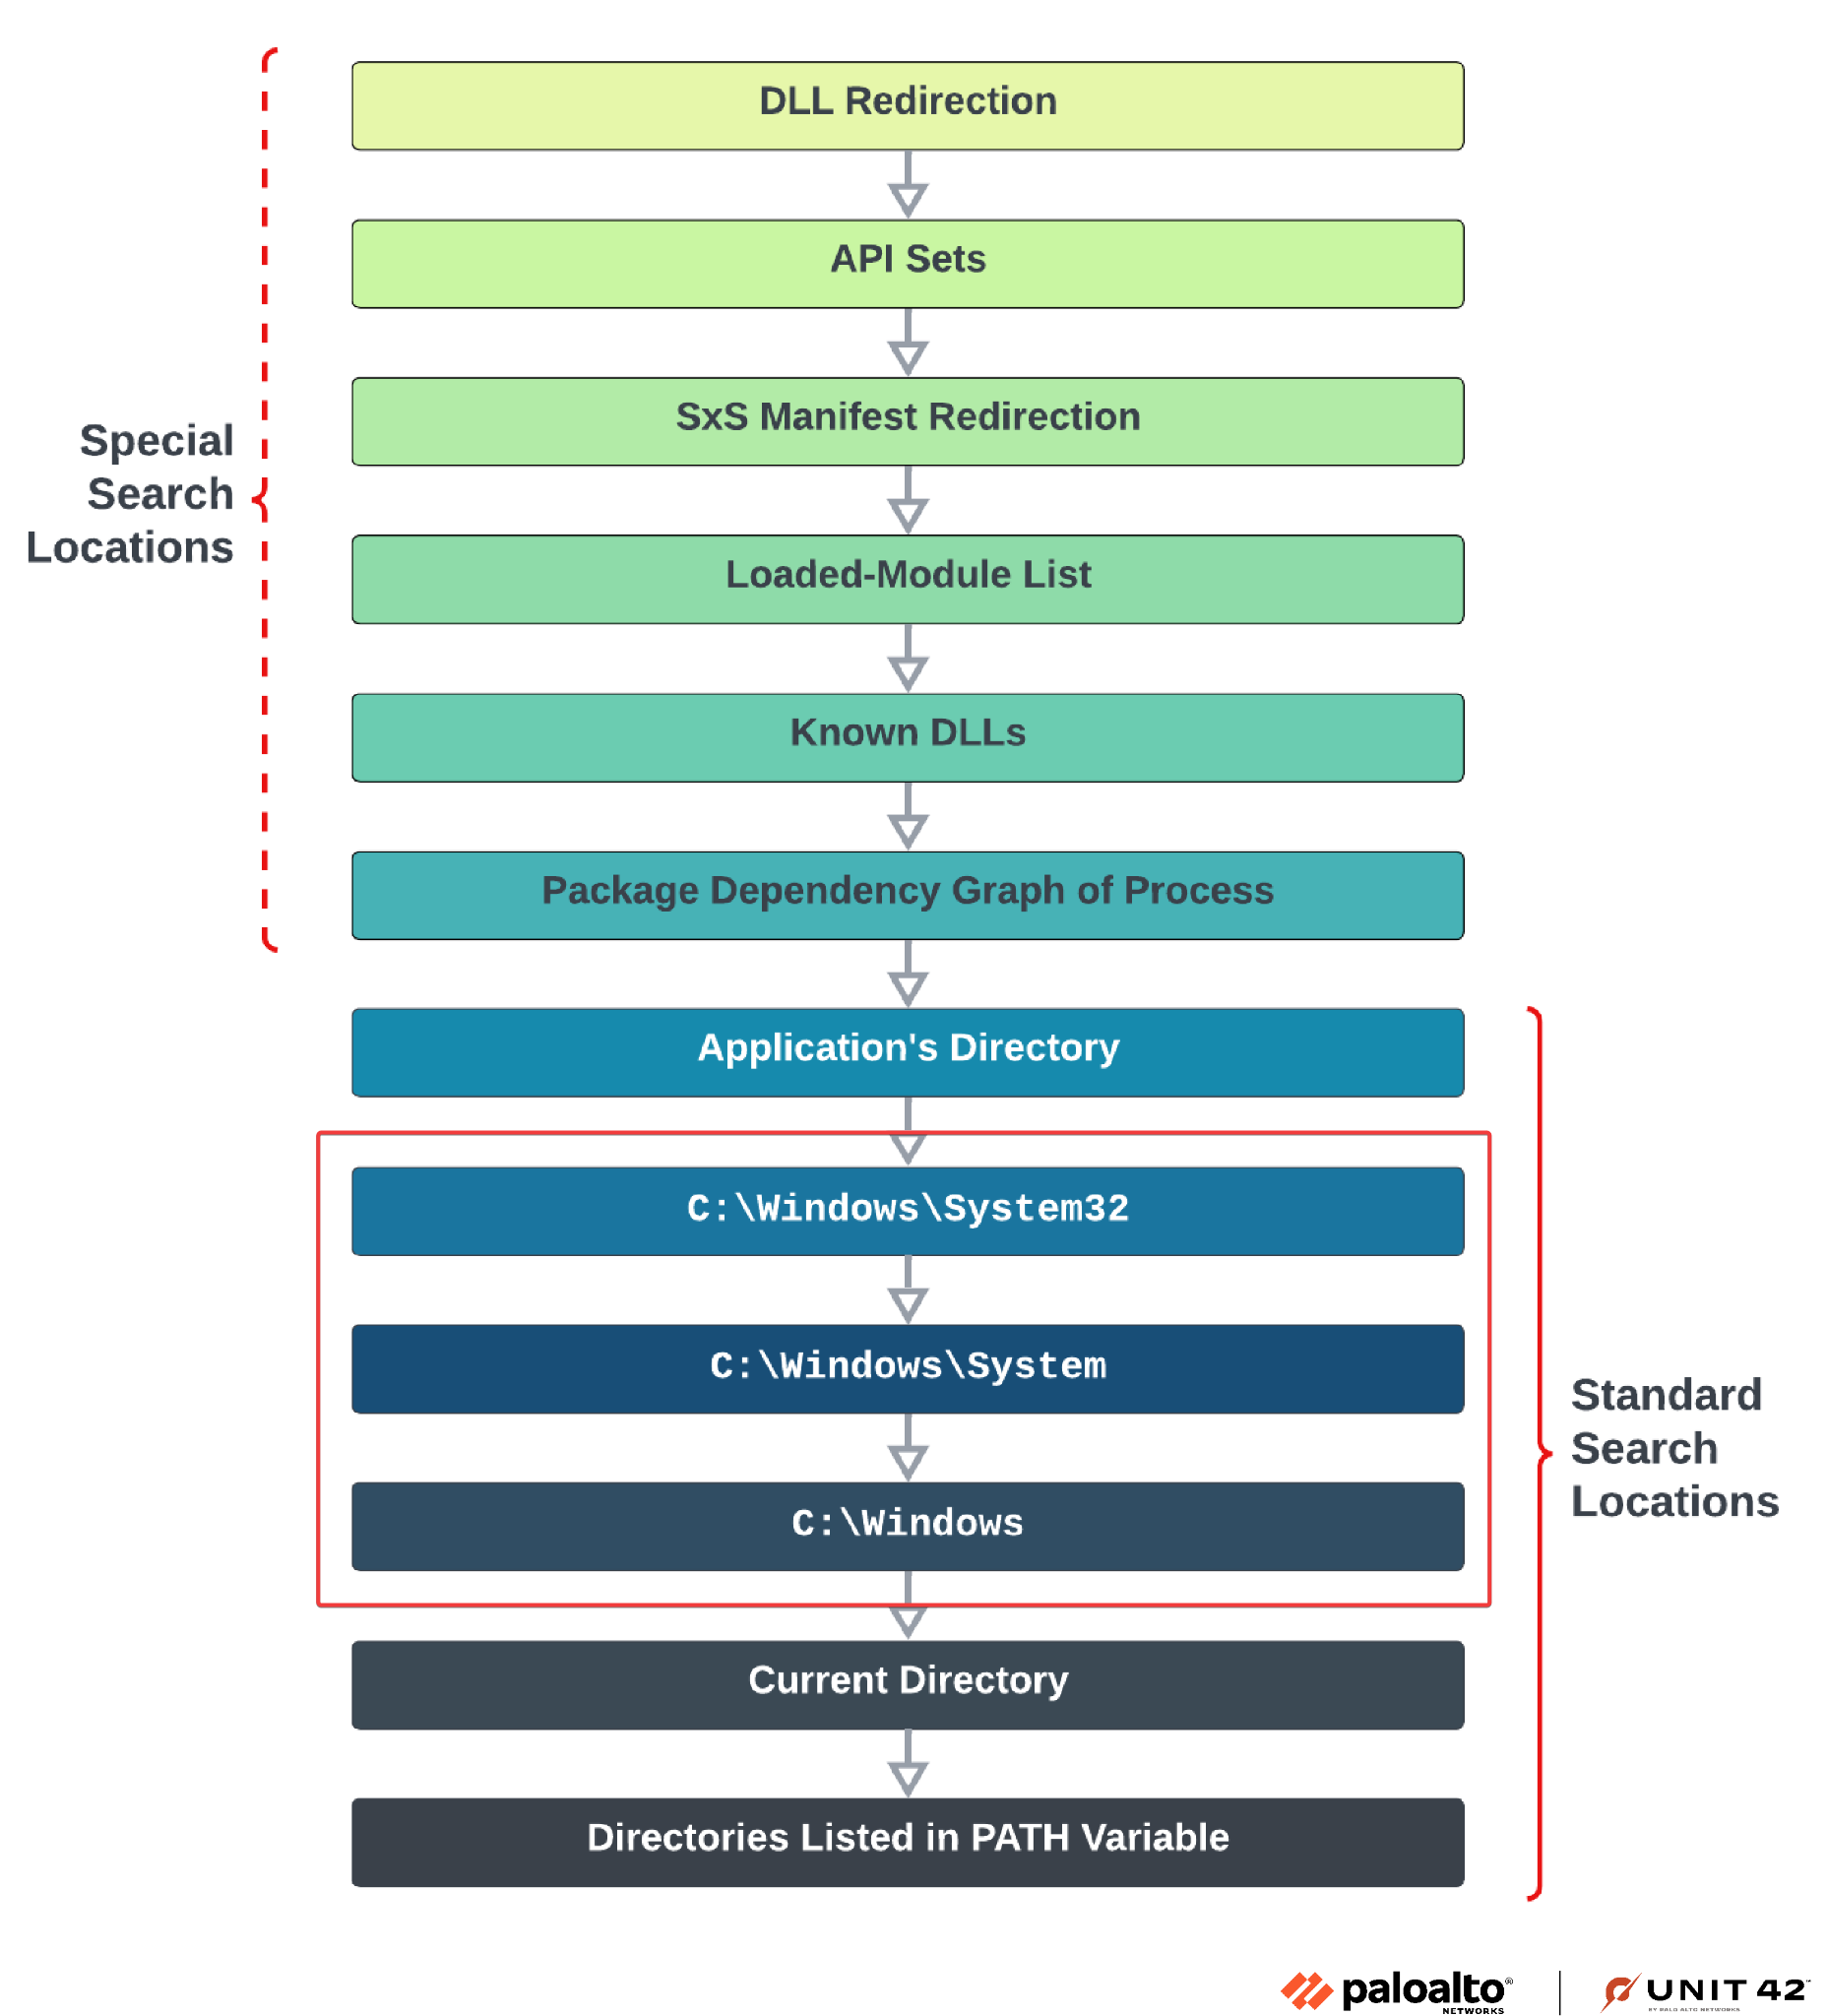 DLL Redirection
API Sets
SxS Manifest Redirection
Loaded-Module List
Special
Search
Locations
Known DLLs
Package Dependency Graph of Process
Application's Directory
C:\Windows\System32
C:\Windows\System
C:\Windows
Standard
Search
Locations
Current Directory
Directories Listed in PATH Variable
paloalto®
NETWORKS
UNIT 42™
BY PALO ALTO NETWORKS